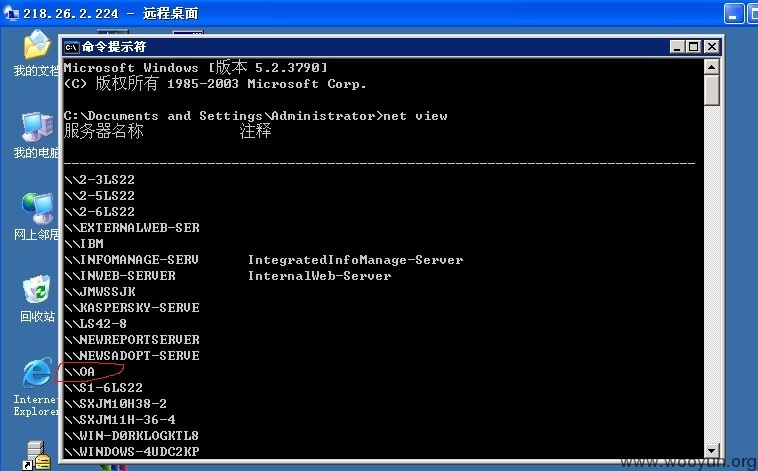 218.26.2.224 - 远程桌面
我的文档
我的电脑
网上邻居
回收站
Internet
Explorer
命令提示符
Microsoft Windows [版本 5.2.3790]
(C) 版权所有 1985-2003 Microsoft Corp.
C:\Documents and Settings\Administrator>net view
服务器名称 注释
-------------------------------------------------------------------------------
\\2-3LS22
\\2-5LS22
\\2-6LS22
\\EXTERNALWEB-SER
\\IBM
\\INFOMANAGE-SERV IntegratedInfoManage-Server
\\INWEB-SERVER InternalWeb-Server
\\JMWSSJK
\\KASPERSKY-SERVE
\\LS42-8
\\NEWREPORTSERVER
\\NEWSADOPT-SERVE
\\OA
\\S1-6LS22
\\SXJM10H38-2
\\SXJM11H-36-4
\\WIN-D0RKLOGKTL8
\\WINDOWS-4UDC2KP
www.wooyun.org